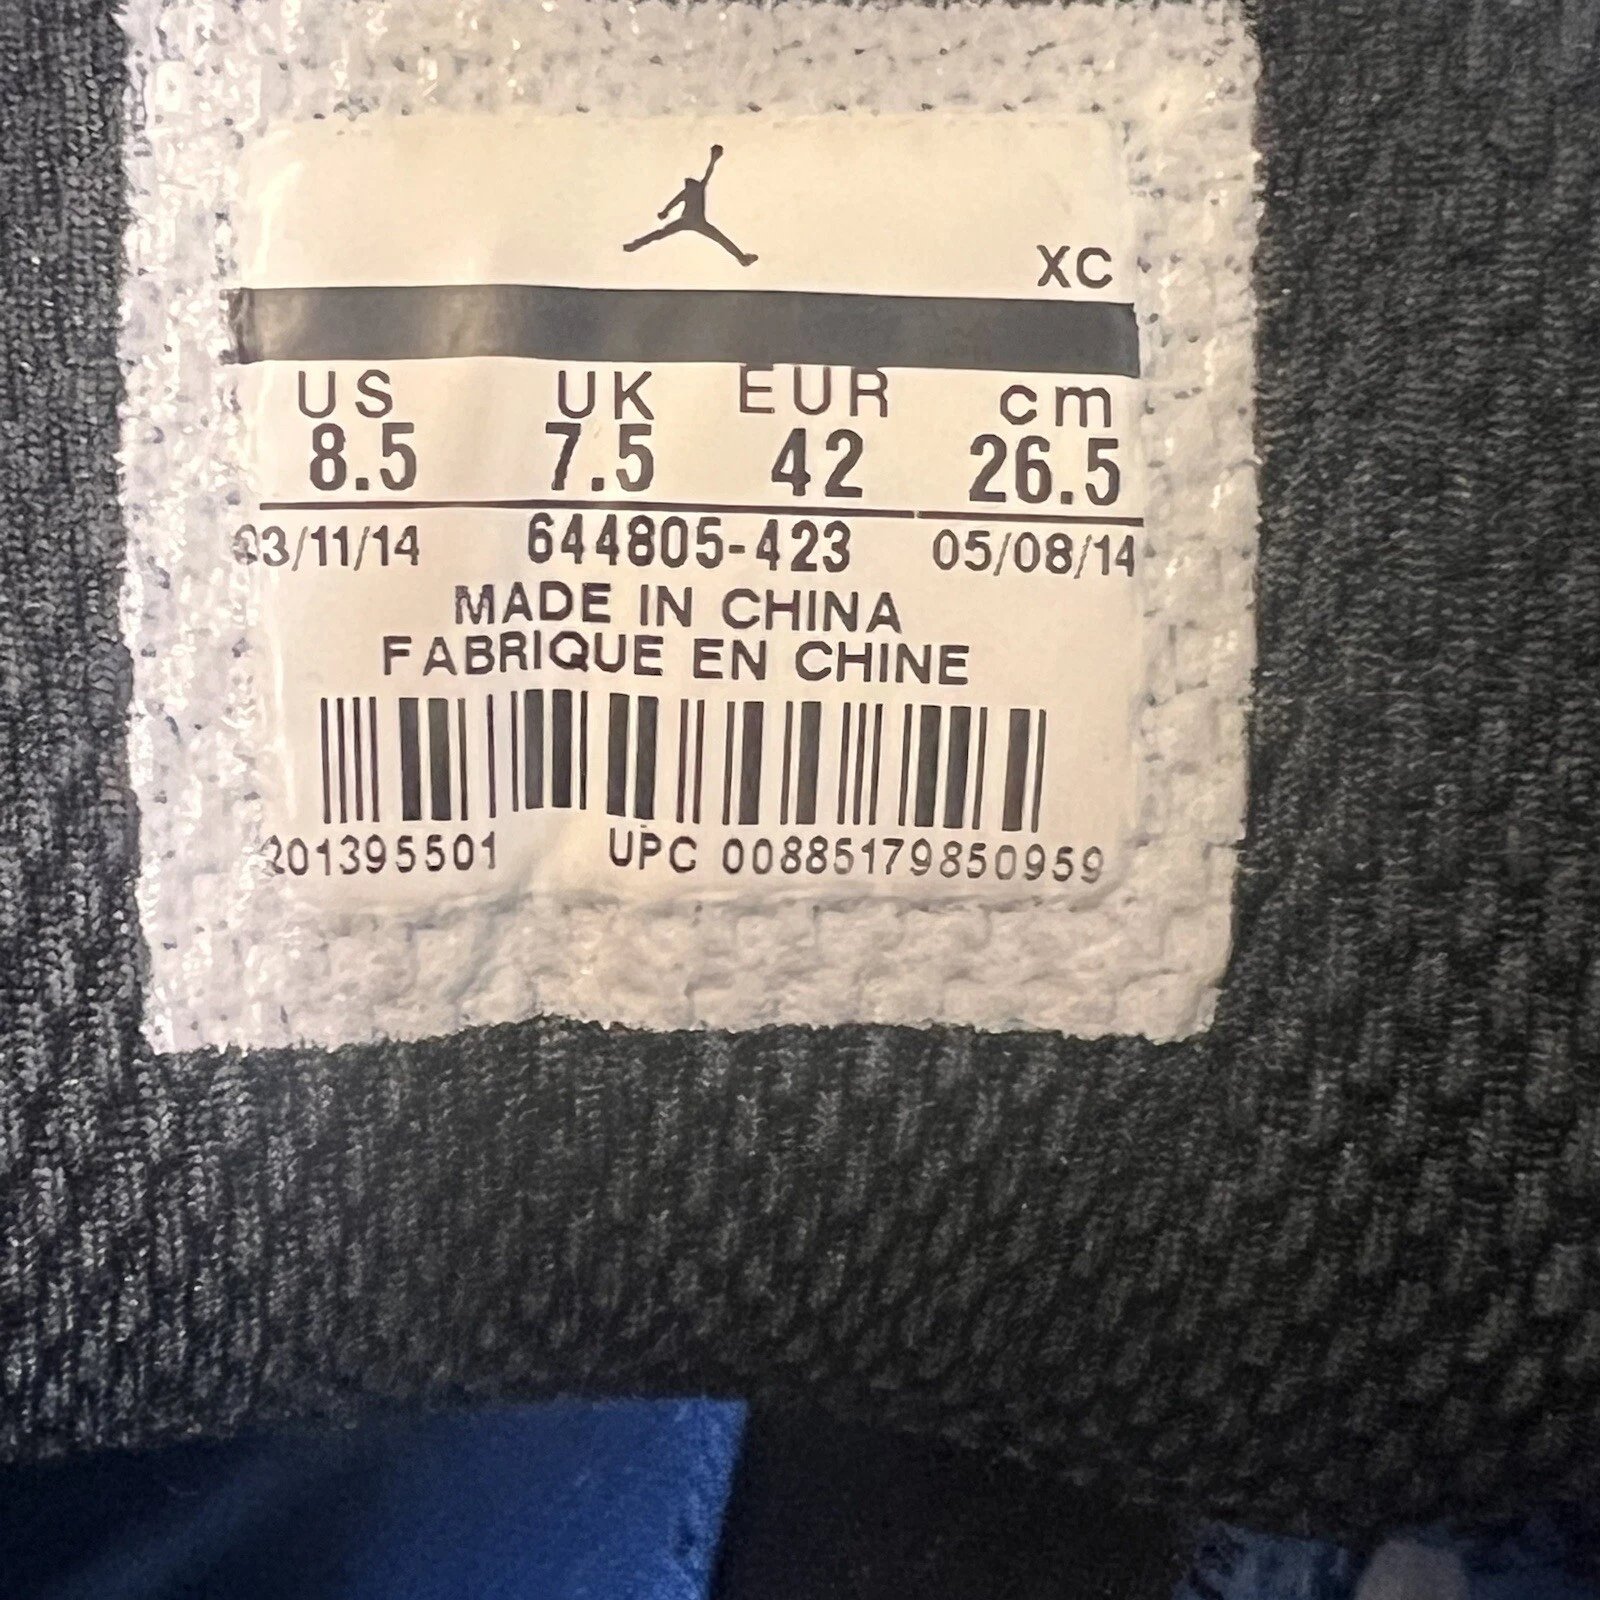 XC
US UK EUR cm
8.5 7.5 42 26.5
03/11/14 644805-423 05/08/14
MADE IN CHINA
FABRIQUE EN CHINE
201395501 UPC 00885179850959